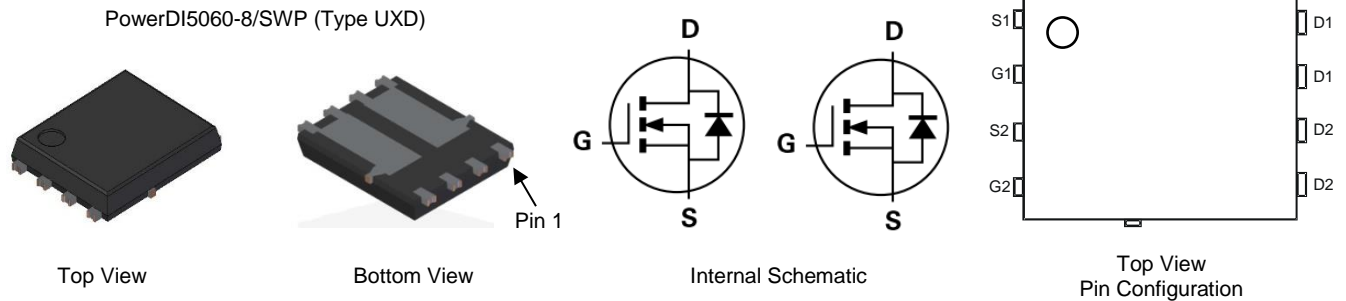 PowerDI5060-8/SWP (Type UXD)
Pin 1
Top View
Bottom View
D
G
S
D
G
S
Internal Schematic
S1
G1
S2
G2
D1
D1
D2
D2
Top View
Pin Configuration